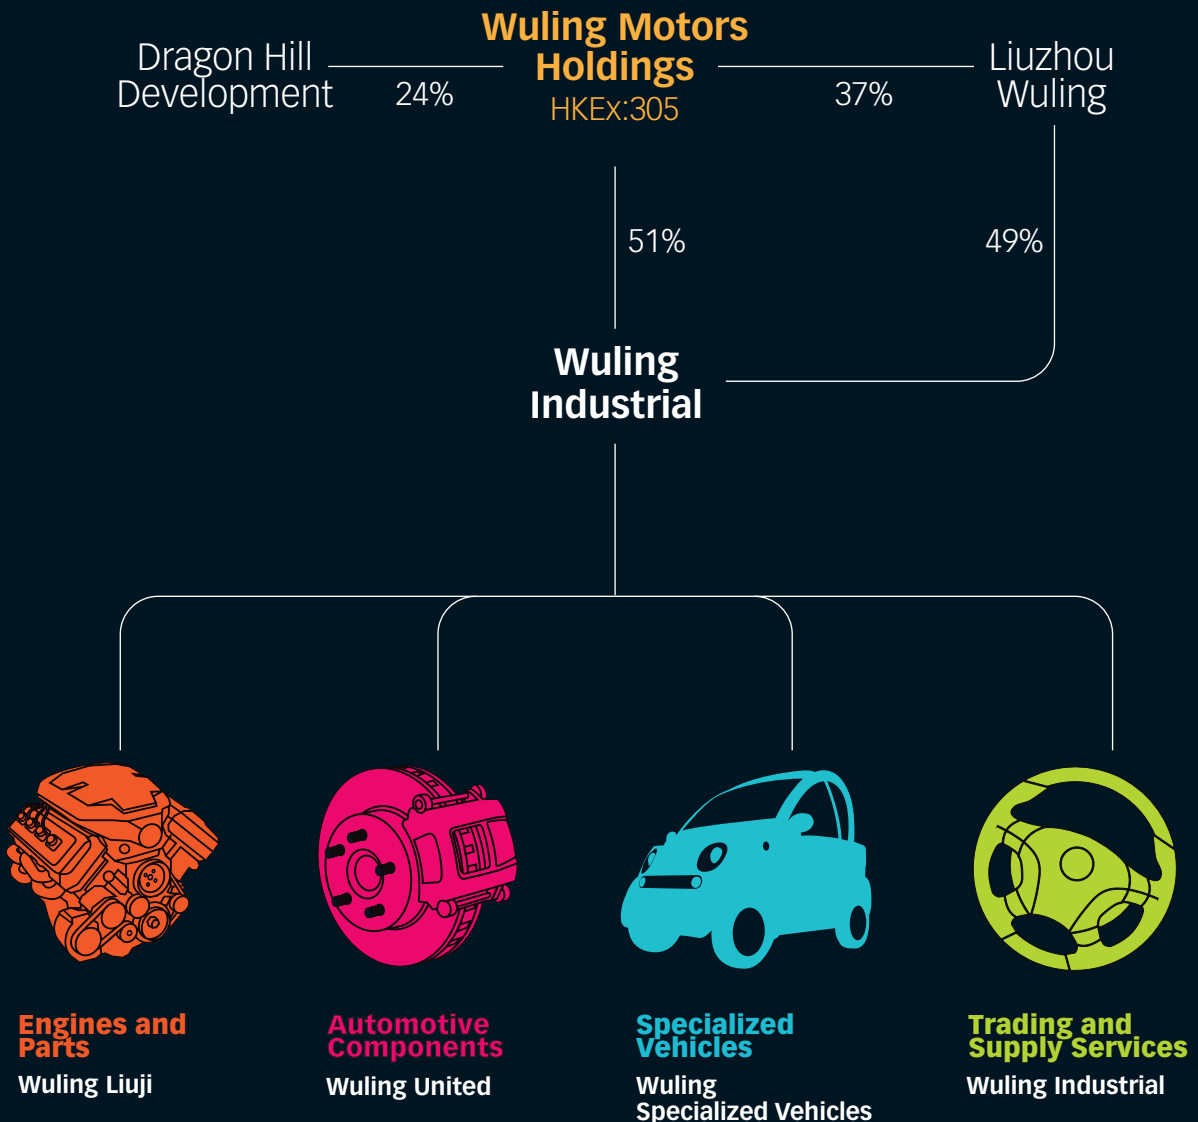 Wuling Motors
Holdings
HKEx:305
Dragon Hill
Development
24%
37%
Liuzhou
Wuling
51%
49%
Wuling
Industrial
Engines and
Parts
Wuling Liuji
Automotive
Components
Wuling United
Specialized
Vehicles
Wuling
Specialized Vehicles
Trading and
Supply Services
Wuling Industrial